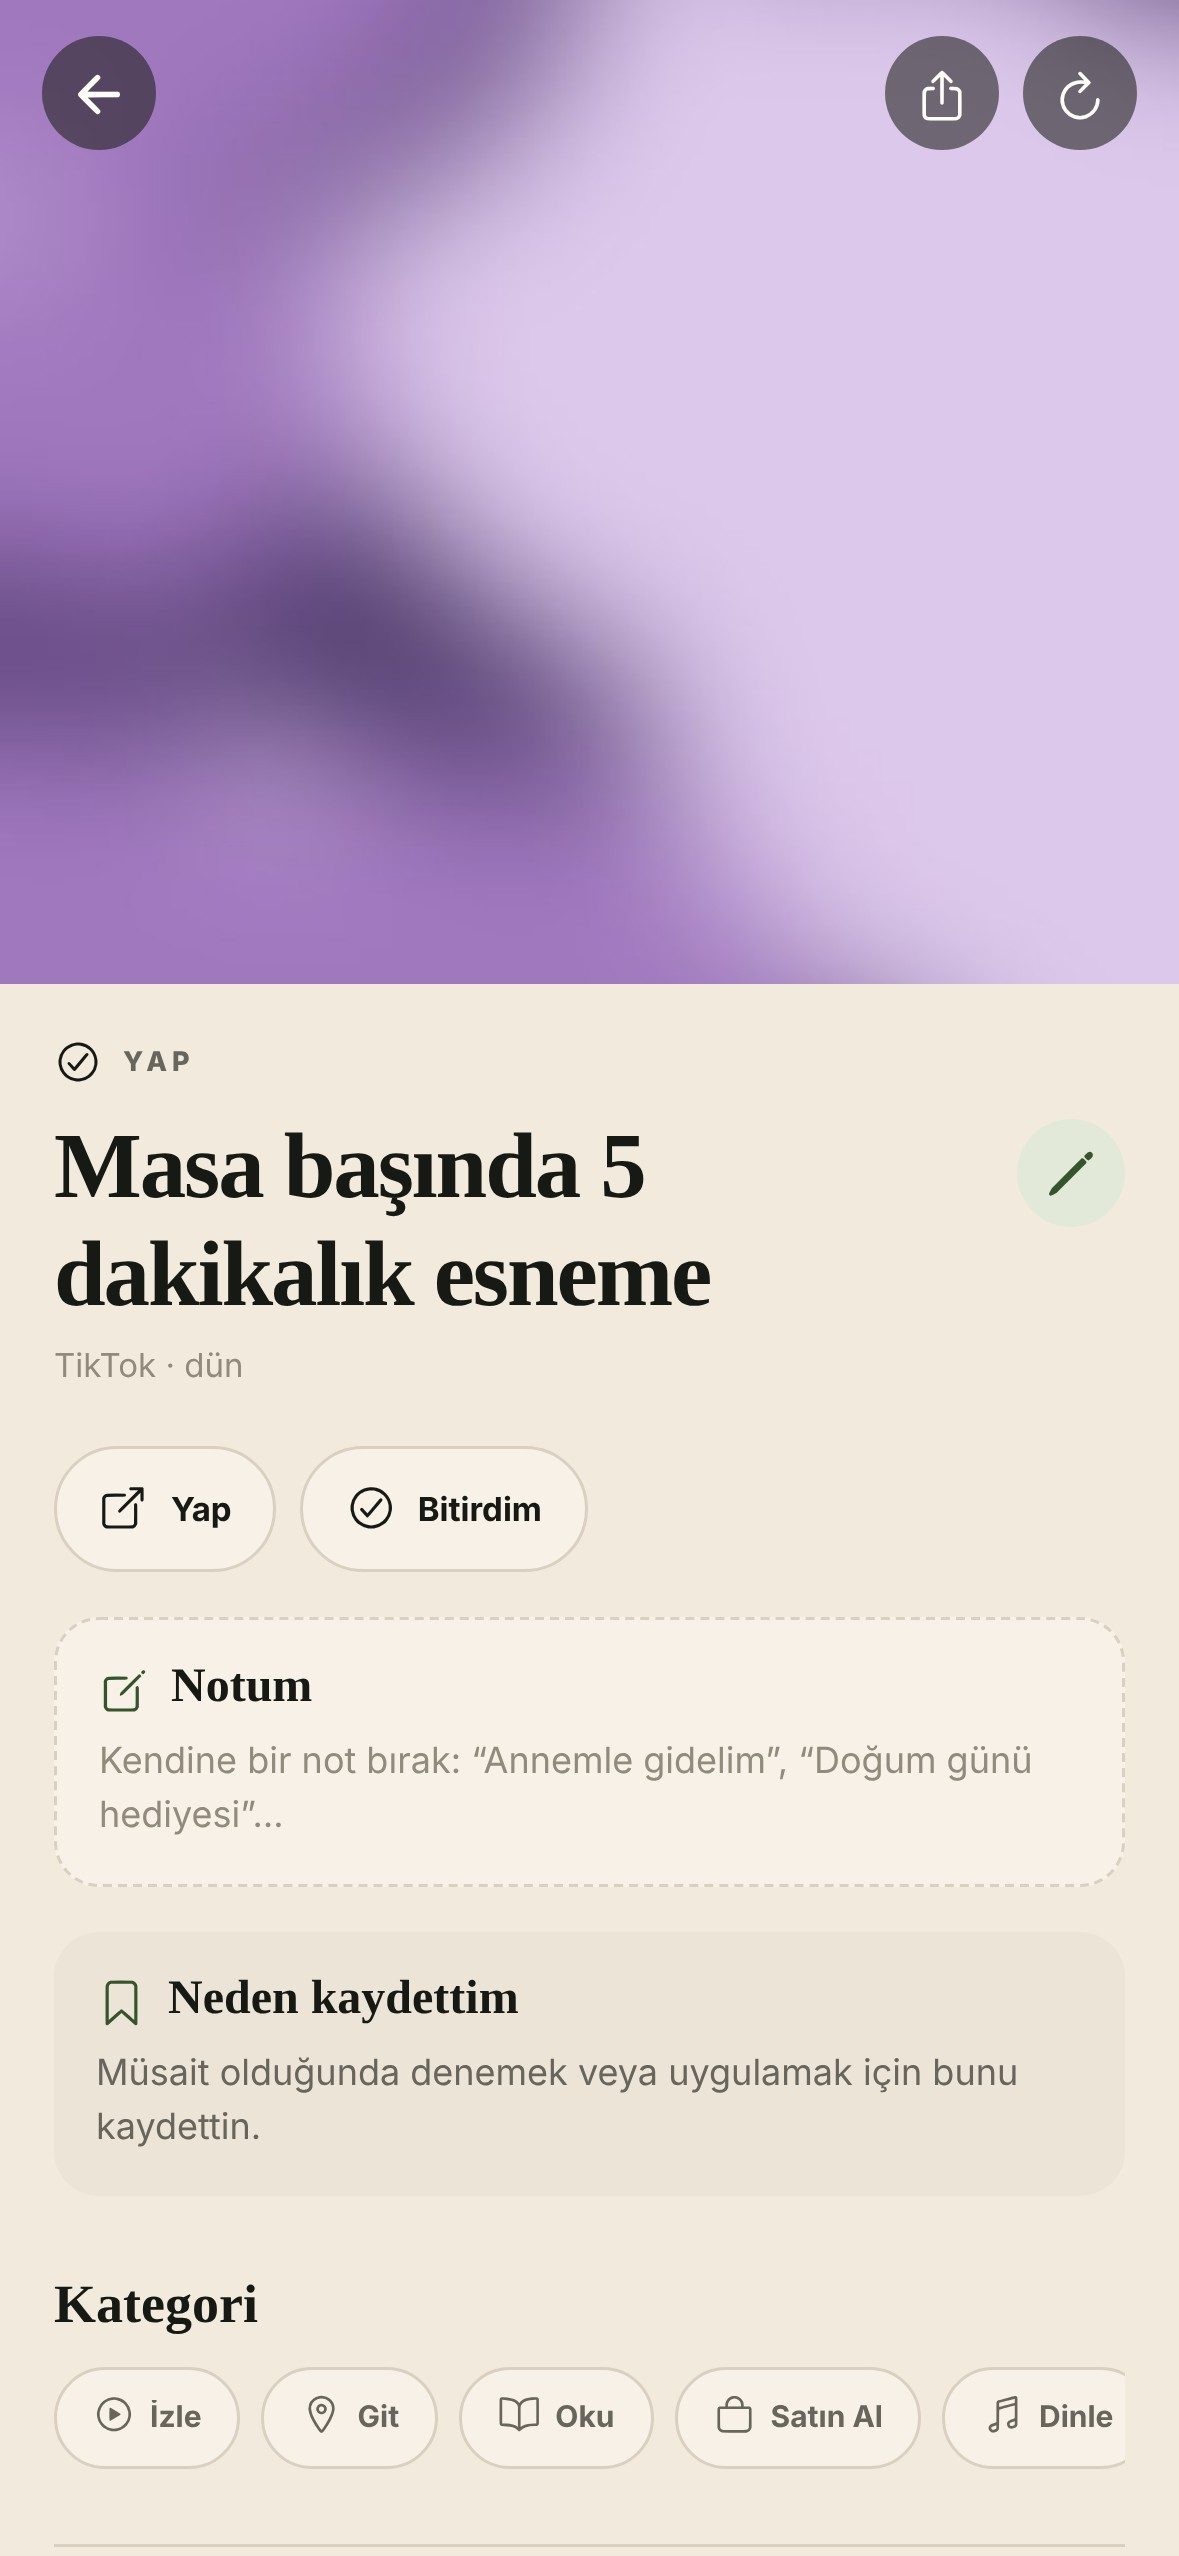 YAP
Masa başında 5
dakikalık esneme
TikTok · dün
Yap
Bitirdim
Notum
Kendine bir not bırak: “Annemle gidelim”, “Doğum günü
hediyesi”...
Neden kaydettim
Müsait olduğunda denemek veya uygulamak için bunu
kaydettin.
Kategori
İzle
Git
Oku
Satın Al
Dinle